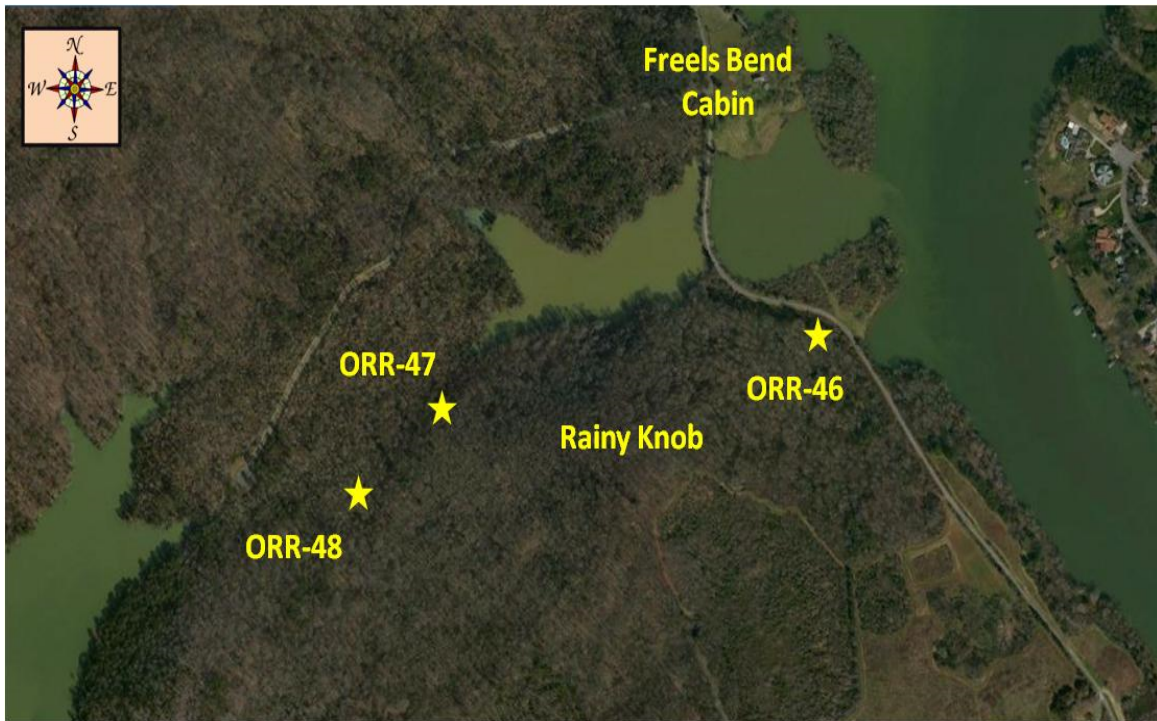 N
W E
S
Freels Bend
Cabin
ORR-47
ORR-46
Rainy Knob
ORR-48